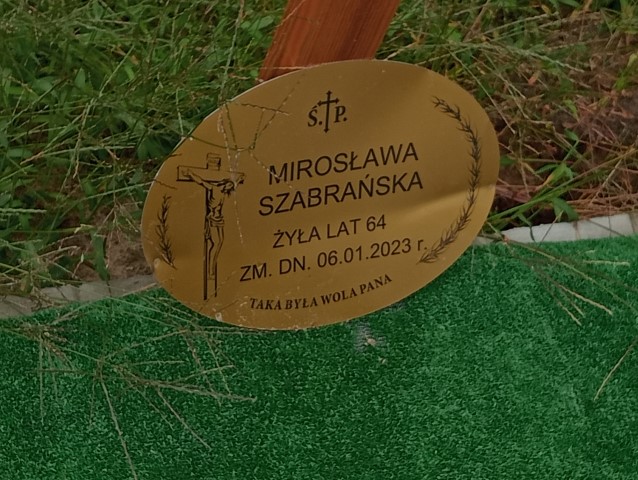 Ś.†P.
MIROSŁAWA
SZABRAŃSKA
ŻYŁA LAT 64
ZM. DN. 06.01.2023 r.
TAKA BYŁA WOLA PANA